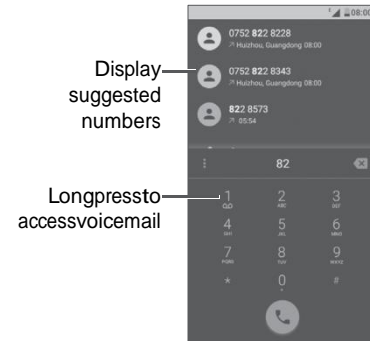 08:00
0752 822 8228
Huizhou, Guangdong 08:00
Display
suggested
numbers
0752 822 8343
Huizhou, Guangdong 08:00
822 8573
05:54
82
Longpressto
accessvoicemail
1 2 3
ABC DEF
4 5 6
GHI JKL MNO
7 8 9
PQRS TUV WXYZ
* 0 #
+